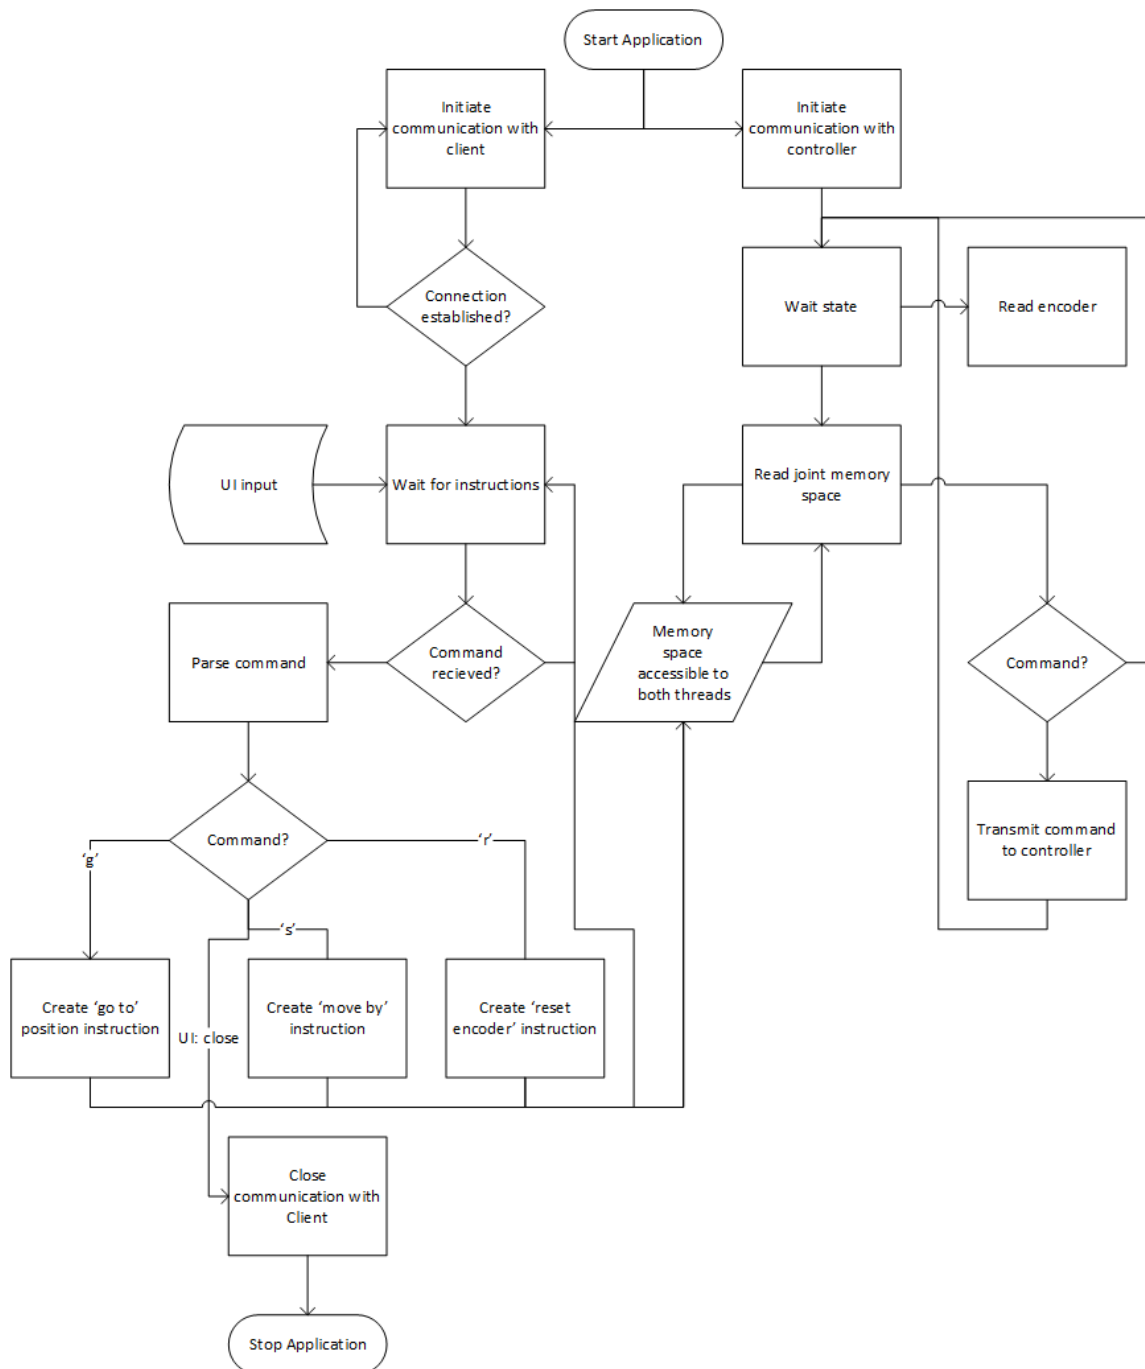 Start Application
Initiate
communication with
client
Initiate
communication with
controller
Connection
established?
Wait state
Read encoder
UI input
Wait for instructions
Read joint memory
space
Parse command
Command
recieved?
Memory
space
accessible to
both threads
Command?
Command?
'g'
'r'
Transmit command
to controller
's'
Create ‘go to’
position instruction
UI: close
Create ‘move by’
instruction
Create ‘reset
encoder’ instruction
Close
communication with
Client
Stop Application